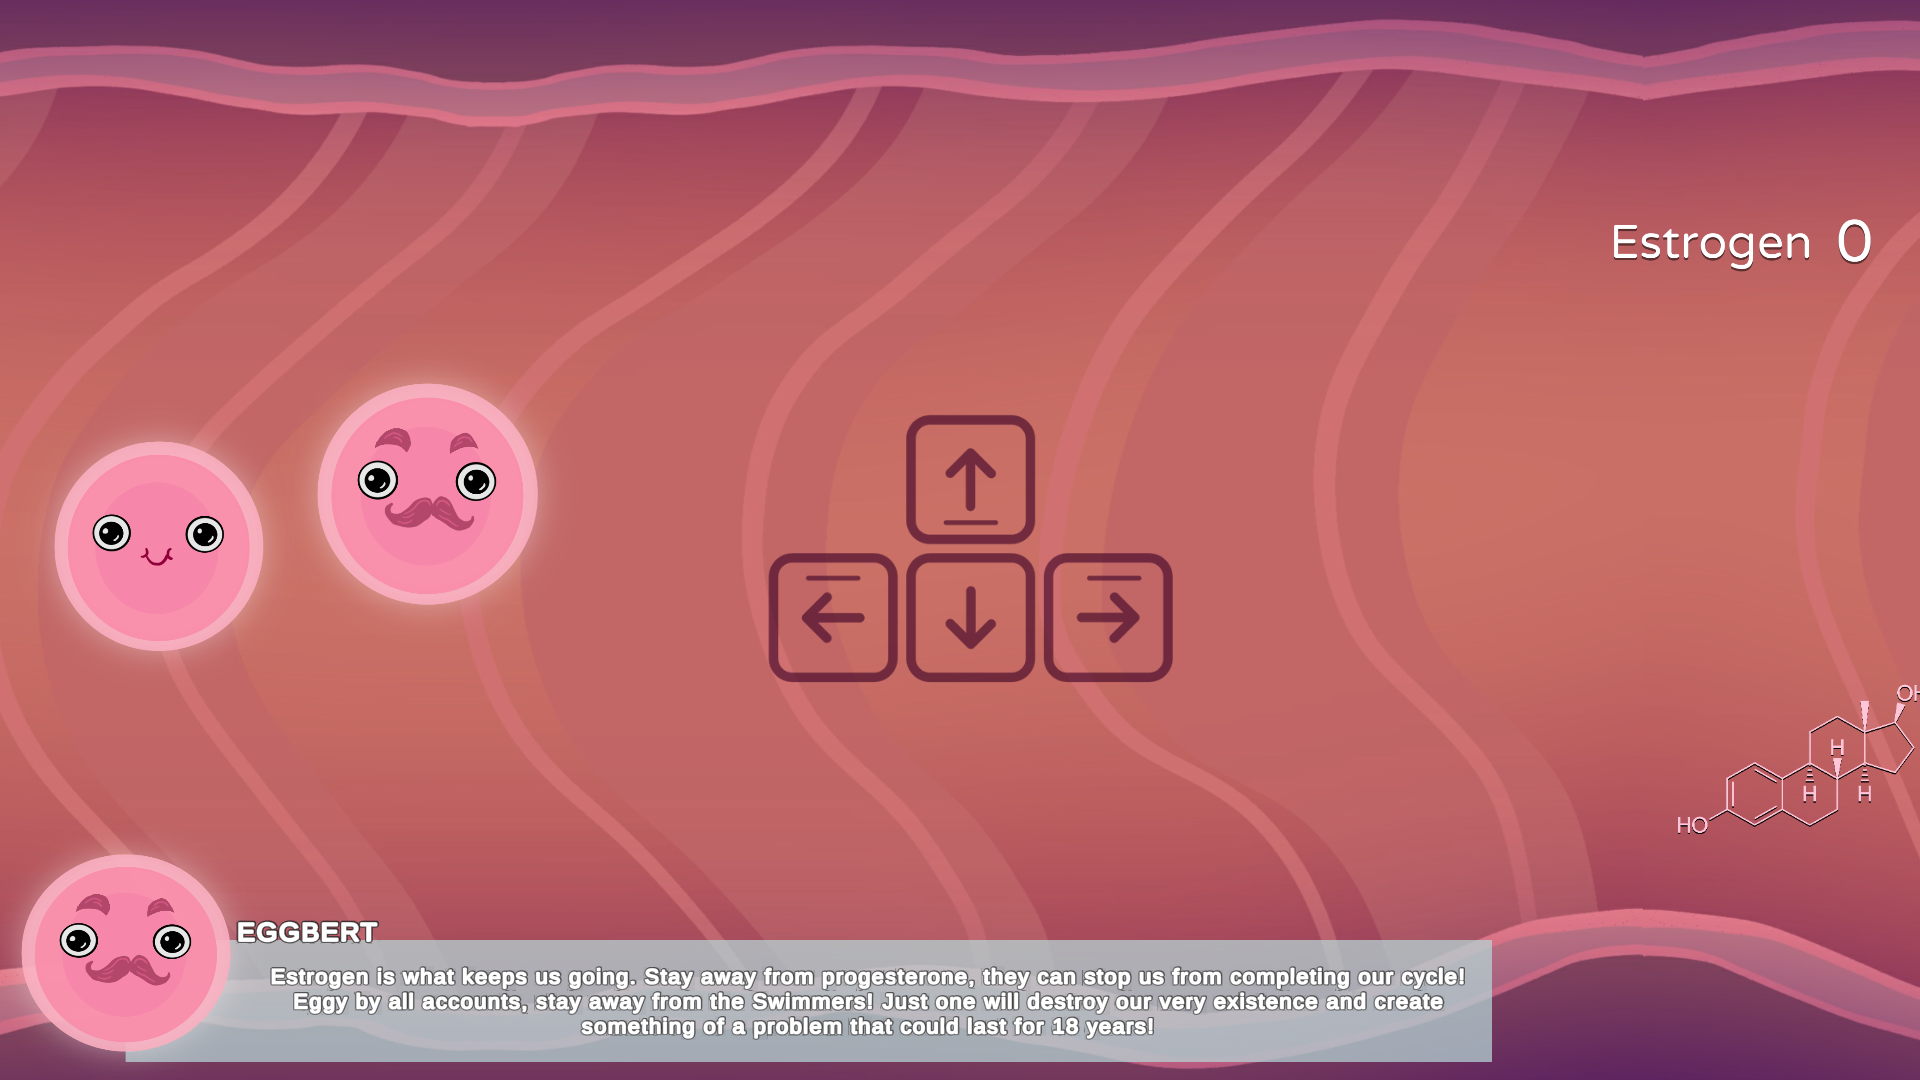 Estrogen 0
OH
H
H
H
HO
EGGBERT
Estrogen is what keeps us going. Stay away from progesterone, they can stop us from completing our cycle!
Eggy by all accounts, stay away from the Swimmers! Just one will destroy our very existence and create
something of a problem that could last for 18 years!